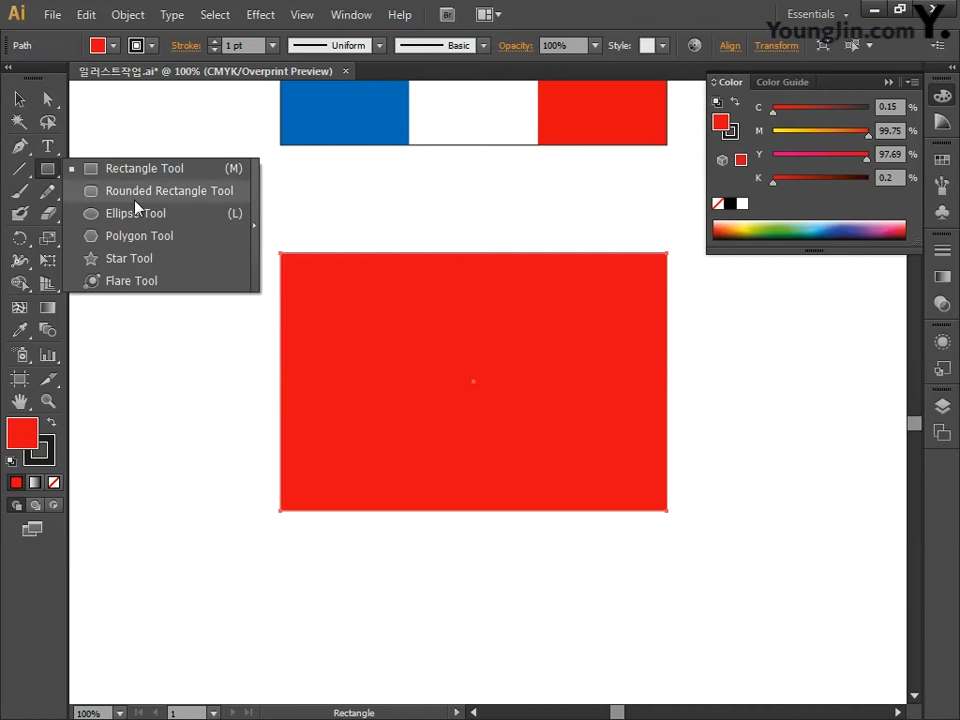 Ai File Edit Object Type Select Effect View Window Help Br Essentials
YoungJin.com Y.
Path Stroke: 1 pt Uniform Basic Opacity: 100% Style: Align Transform
일러스트작업.ai* @ 100% (CMYK/Overprint Preview) ×
Color Color Guide
C 0.15 %
M 99.75 %
Y 97.69 %
K 0.2 %
T
Rectangle Tool (M)
Rounded Rectangle Tool
Ellipse Tool (L)
Polygon Tool
Star Tool
Flare Tool
100% 1 Rectangle